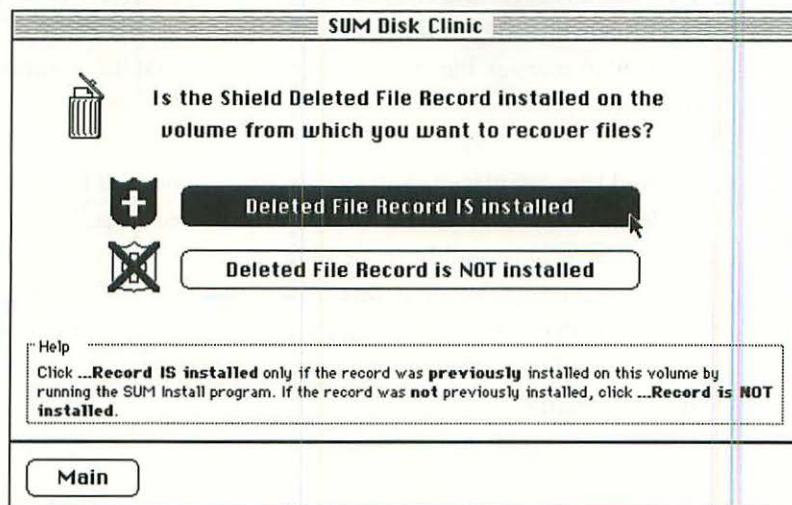 SUM Disk Clinic
Is the Shield Deleted File Record installed on the
volume from which you want to recover files?
Deleted File Record IS installed
Deleted File Record is NOT installed
Help
Click ...Record IS installed only if the record was previously installed on this volume by
running the SUM Install program. If the record was not previously installed, click ...Record is NOT
installed.
Main